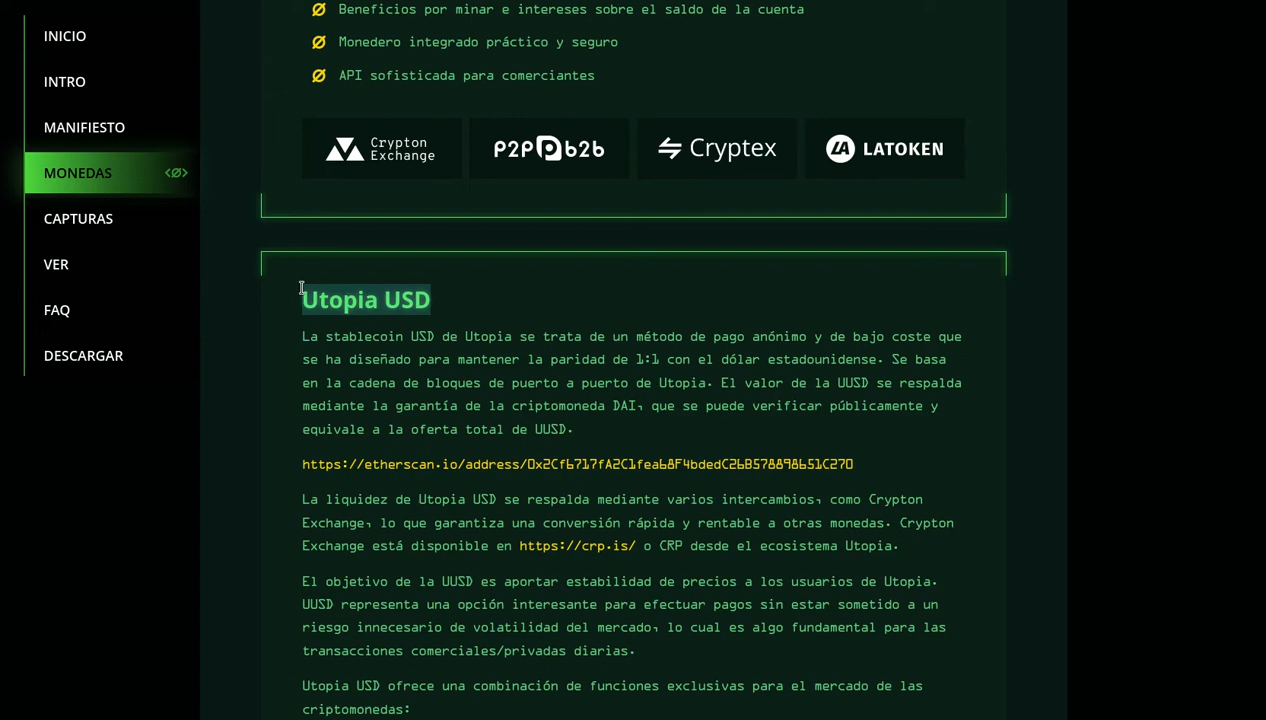 INICIO
INTRO
MANIFIESTO
MONEDAS
CAPTURAS
VER
FAQ
DESCARGAR
Beneficios por minar e intereses sobre el saldo de la cuenta
Monedero integrado práctico y seguro
API sofisticada para comerciantes
Crypton
Exchange
P2P b2b
Cryptex
LA LATOKEN
Utopia USD
La stablecoin USD de Utopia se trata de un método de pago anónimo y de bajo coste que
se ha diseñado para mantener la paridad de 1:1 con el dólar estadounidense. Se basa
en la cadena de bloques de puerto a puerto de Utopia. El valor de la UUSD se respalda
mediante la garantía de la criptomoneda DAI, que se puede verificar públicamente y
equivale a la oferta total de UUSD.
https://etherscan.io/address/0x2Cf6717fA2C1fea68F4bdedC26B578898651C270
La liquidez de Utopia USD se respalda mediante varios intercambios, como Crypton
Exchange, lo que garantiza una conversión rápida y rentable a otras monedas. Crypton
Exchange está disponible en https://crp.is/ o CRP desde el ecosistema Utopia.
El objetivo de la UUSD es aportar estabilidad de precios a los usuarios de Utopia.
UUSD representa una opción interesante para efectuar pagos sin estar sometido a un
riesgo innecesario de volatilidad del mercado, lo cual es algo fundamental para las
transacciones comerciales/privadas diarias.
Utopia USD ofrece una combinación de funciones exclusivas para el mercado de las
criptomonedas: